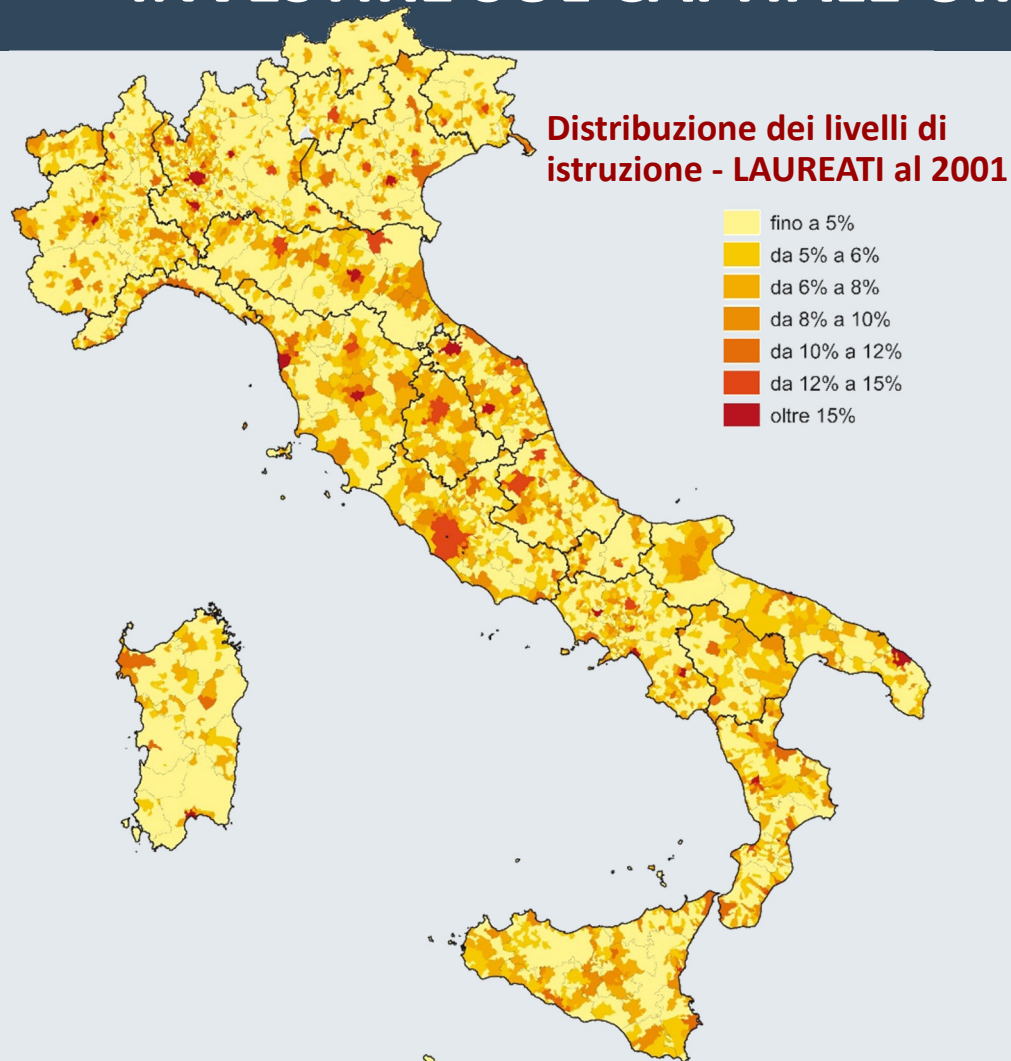 Distribuzione dei livelli di
istruzione - LAUREATI al 2001
fino a 5%
da 5% a 6%
da 6% a 8%
da 8% a 10%
da 10% a 12%
da 12% a 15%
oltre 15%